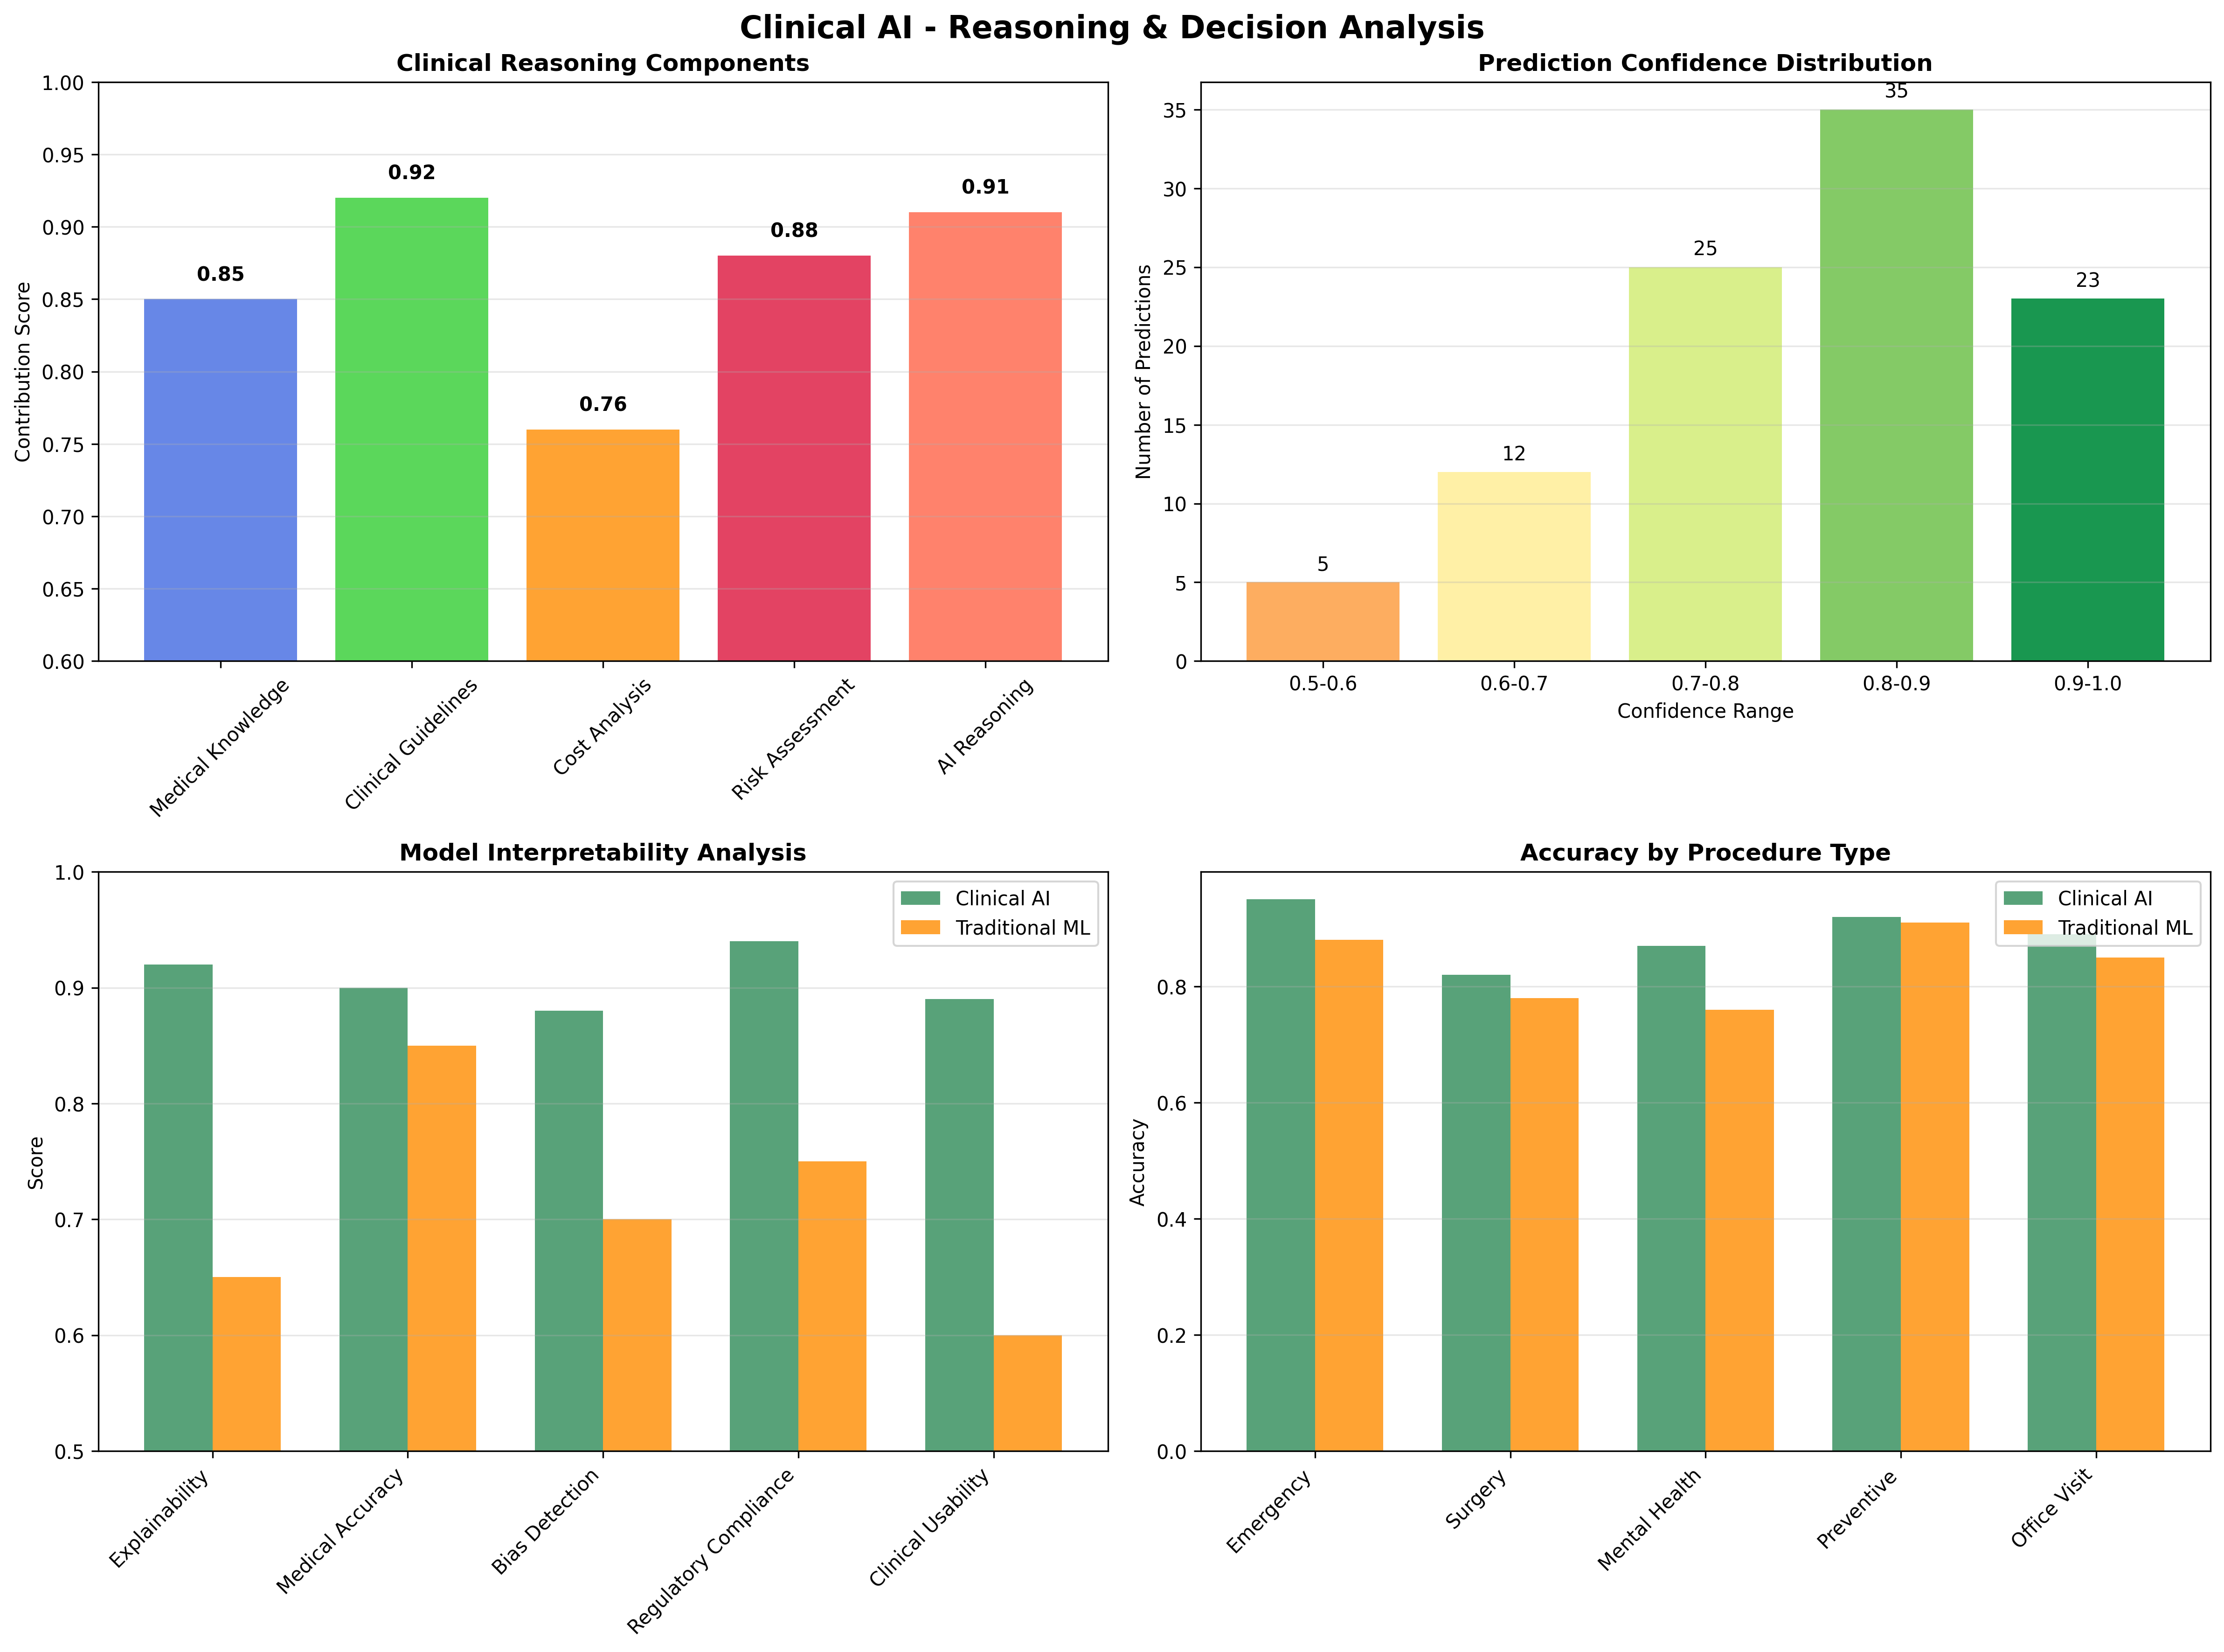 Clinical AI - Reasoning & Decision Analysis
Clinical Reasoning Components
Contribution Score
1.00
0.95
0.90
0.85
0.80
0.75
0.70
0.65
0.60
0.85
0.92
0.76
0.88
0.91
Medical Knowledge
Clinical Guidelines
Cost Analysis
Risk Assessment
AI Reasoning
Prediction Confidence Distribution
Number of Predictions
35
30
25
20
15
10
5
0
5
12
25
35
23
0.5-0.6
0.6-0.7
0.7-0.8
0.8-0.9
0.9-1.0
Confidence Range
Model Interpretability Analysis
Score
1.0
0.9
0.8
0.7
0.6
0.5
Clinical AI
Traditional ML
Explainability
Medical Accuracy
Bias Detection
Regulatory Compliance
Clinical Usability
Accuracy by Procedure Type
Accuracy
0.8
0.6
0.4
0.2
0.0
Clinical AI
Traditional ML
Emergency
Surgery
Mental Health
Preventive
Office Visit